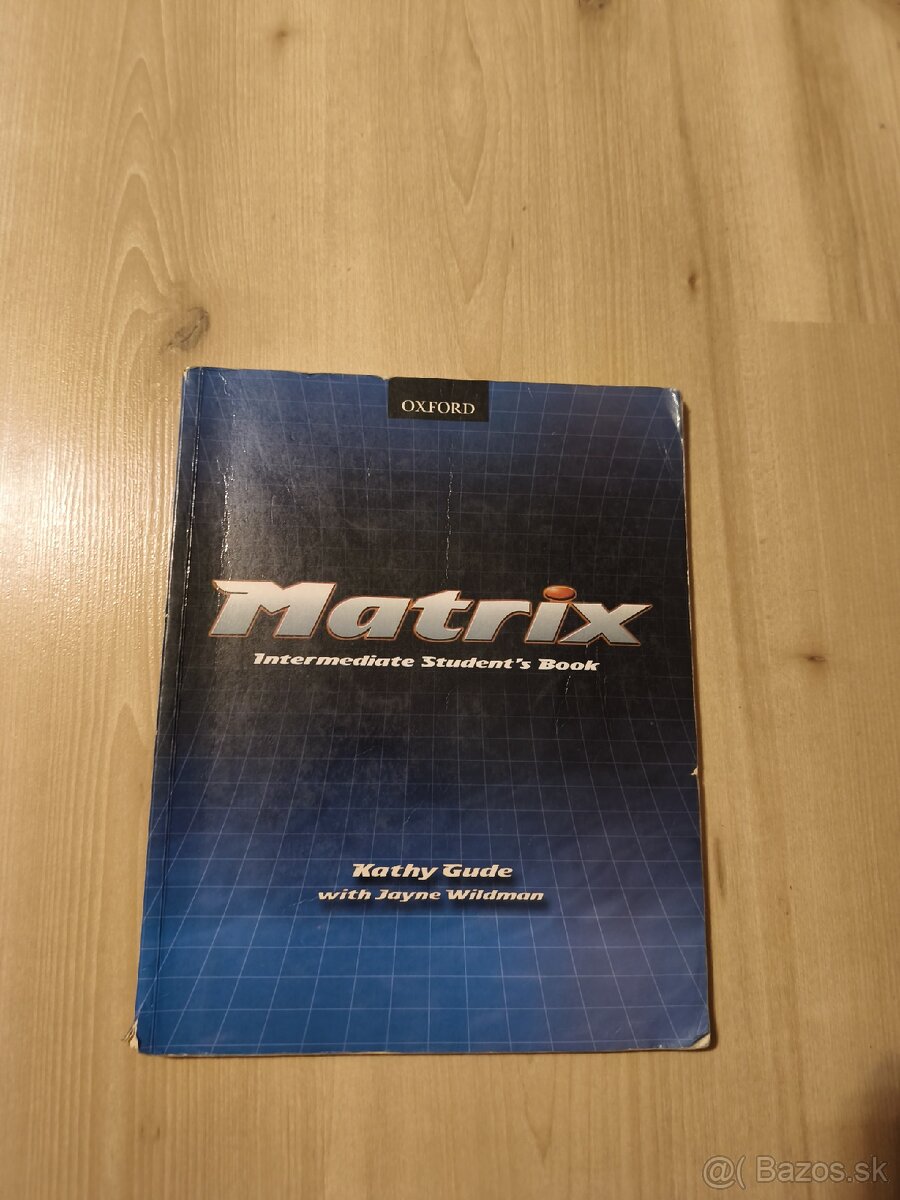 OXFORD
Matrix
Intermediate Student's Book
Kathy Gude
with Jayne Wildman
@( Bazos.sk